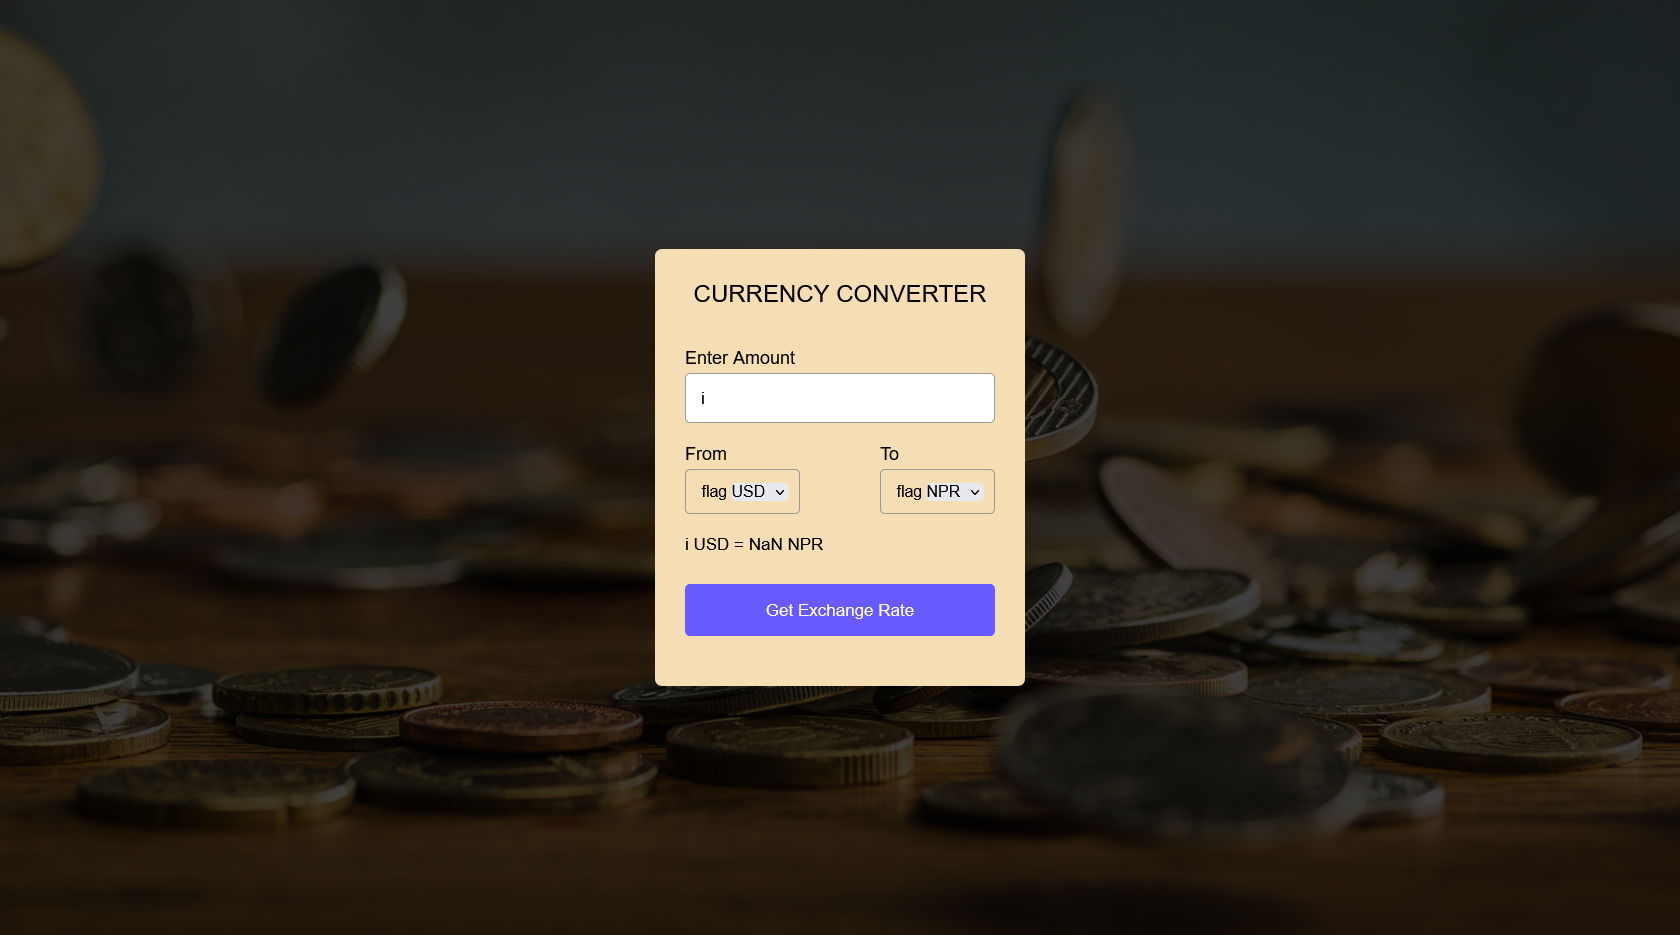 CURRENCY CONVERTER
Enter Amount
i
From To
flag USD flag NPR
i USD = NaN NPR
Get Exchange Rate